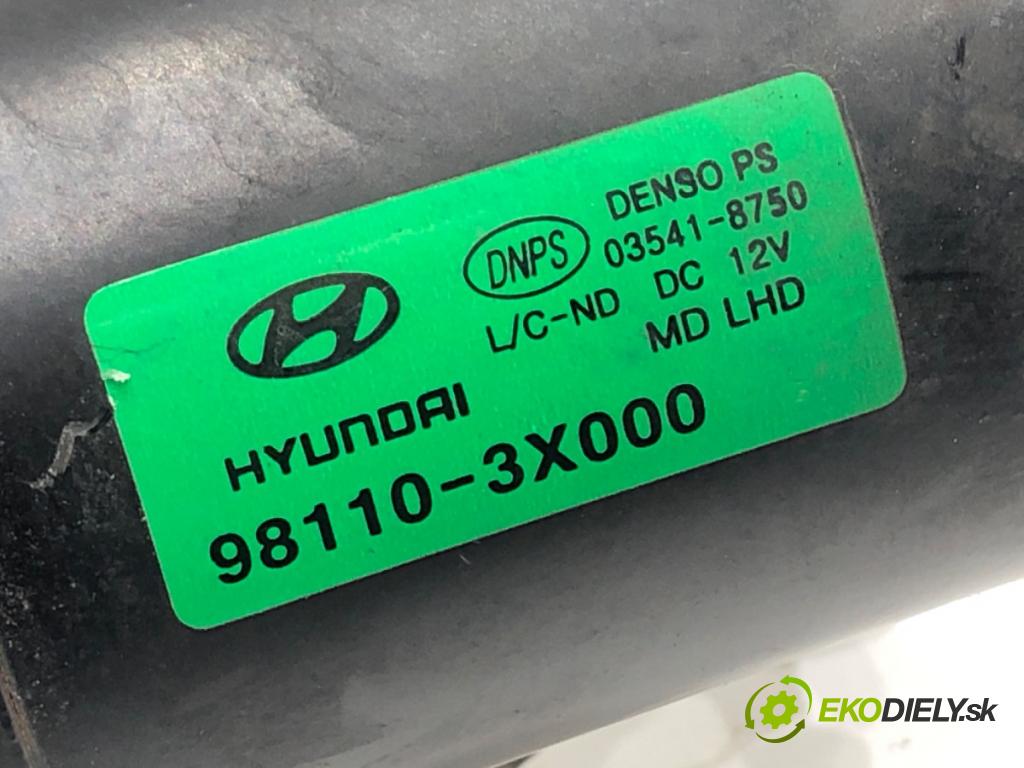 DENSO PS
DNPS 03541-8750
L/C-ND DC 12V
MD LHD
HYUNDAI
98110-3X000
EKODIELY.sk